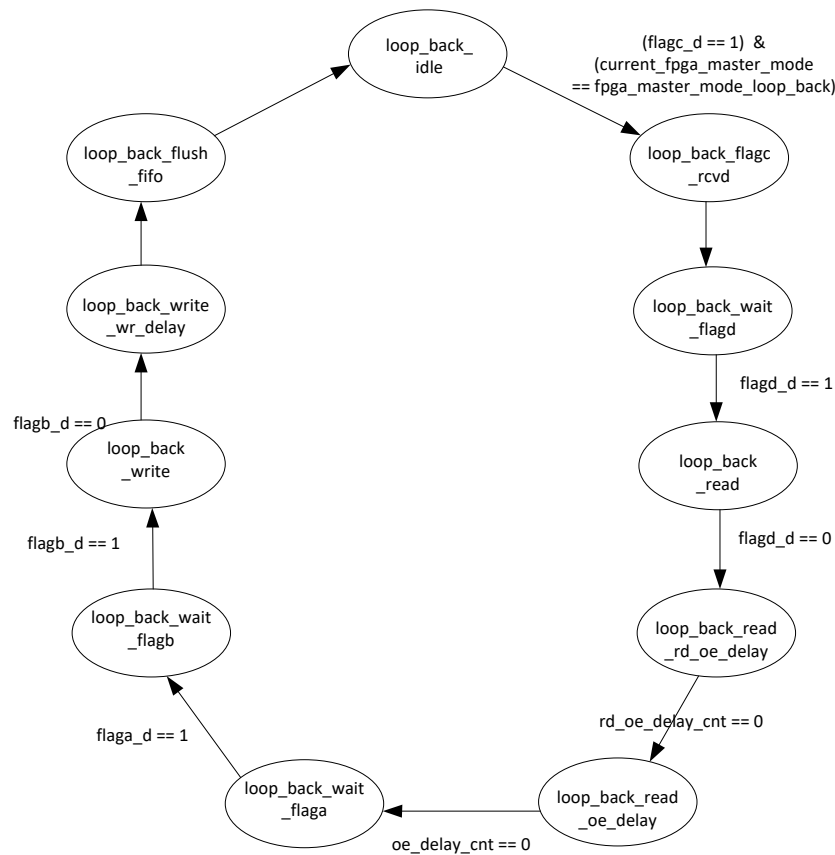 loop_back_
idle
(flagc_d == 1)  &
(current_fpga_master_mode
== fpga_master_mode_loop_back)
loop_back_flagc
_rcvd
loop_back_wait
_flagd
flagd_d == 1
loop_back
_read
flagd_d == 0
loop_back_read
_rd_oe_delay
rd_oe_delay_cnt == 0
loop_back_read
_oe_delay
oe_delay_cnt == 0
loop_back_wait
_flaga
flaga_d == 1
loop_back_wait
_flagb
flagb_d == 1
loop_back
_write
flagb_d == 0
loop_back_write
_wr_delay
loop_back_flush
_fifo